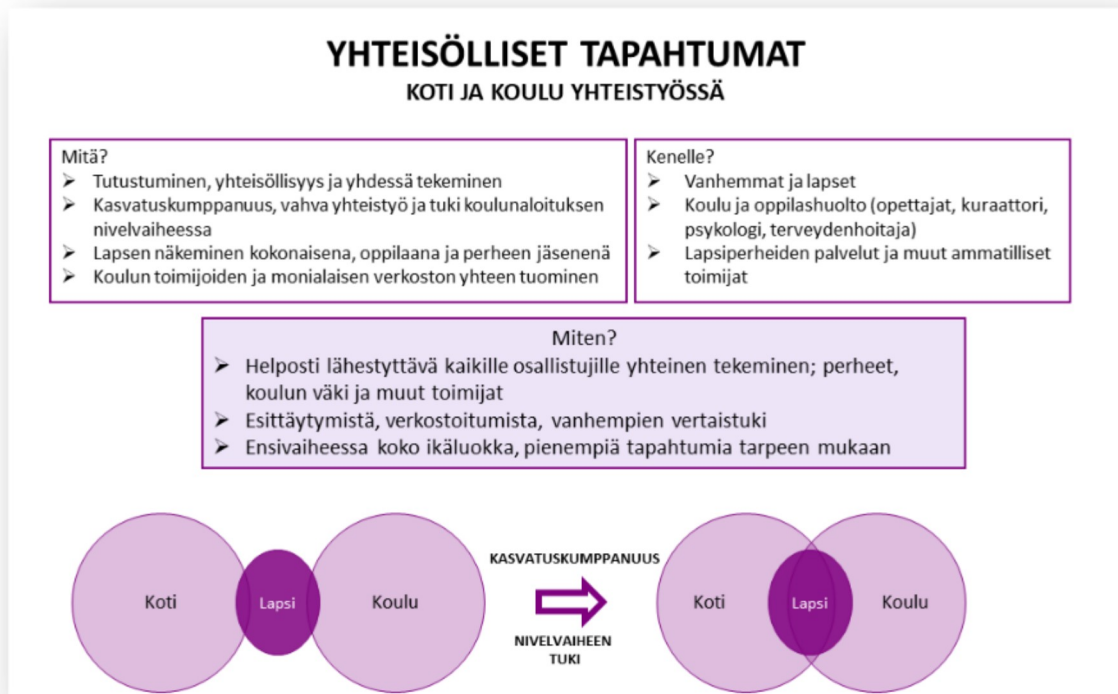 YHTEISÖLLISET TAPAHTUMAT
KOTI JA KOULU YHTEISTYÖSSÄ
Mitä?
➢ Tutustuminen, yhteisöllisyys ja yhdessä tekeminen
➢ Kasvatuskumppanuus, vahva yhteistyö ja tuki koulunaloituksen
nivelvaiheessa
➢ Lapsen näkeminen kokonaisena, oppilaana ja perheen jäsenenä
➢ Koulun toimijoiden ja monialaisen verkoston yhteen tuominen
Kenelle?
➢ Vanhemmat ja lapset
➢ Koulu ja oppilashuolto (opettajat, kuraattori,
psykologi, terveydenhoitaja)
➢ Lapsiperheiden palvelut ja muut ammatilliset
toimijat
Miten?
➢ Helposti lähestyttävä kaikille osallistujille yhteinen tekeminen; perheet,
koulun väki ja muut toimijat
➢ Esittäytymistä, verkostoitumista, vanhempien vertaistuki
➢ Ensivaiheessa koko ikäluokka, pienempiä tapahtumia tarpeen mukaan
Koti
Lapsi
Koulu
KASVATUSKUMPPANUUS
NIVELVAIHEEN
TUKI
Koti
Lapsi
Koulu